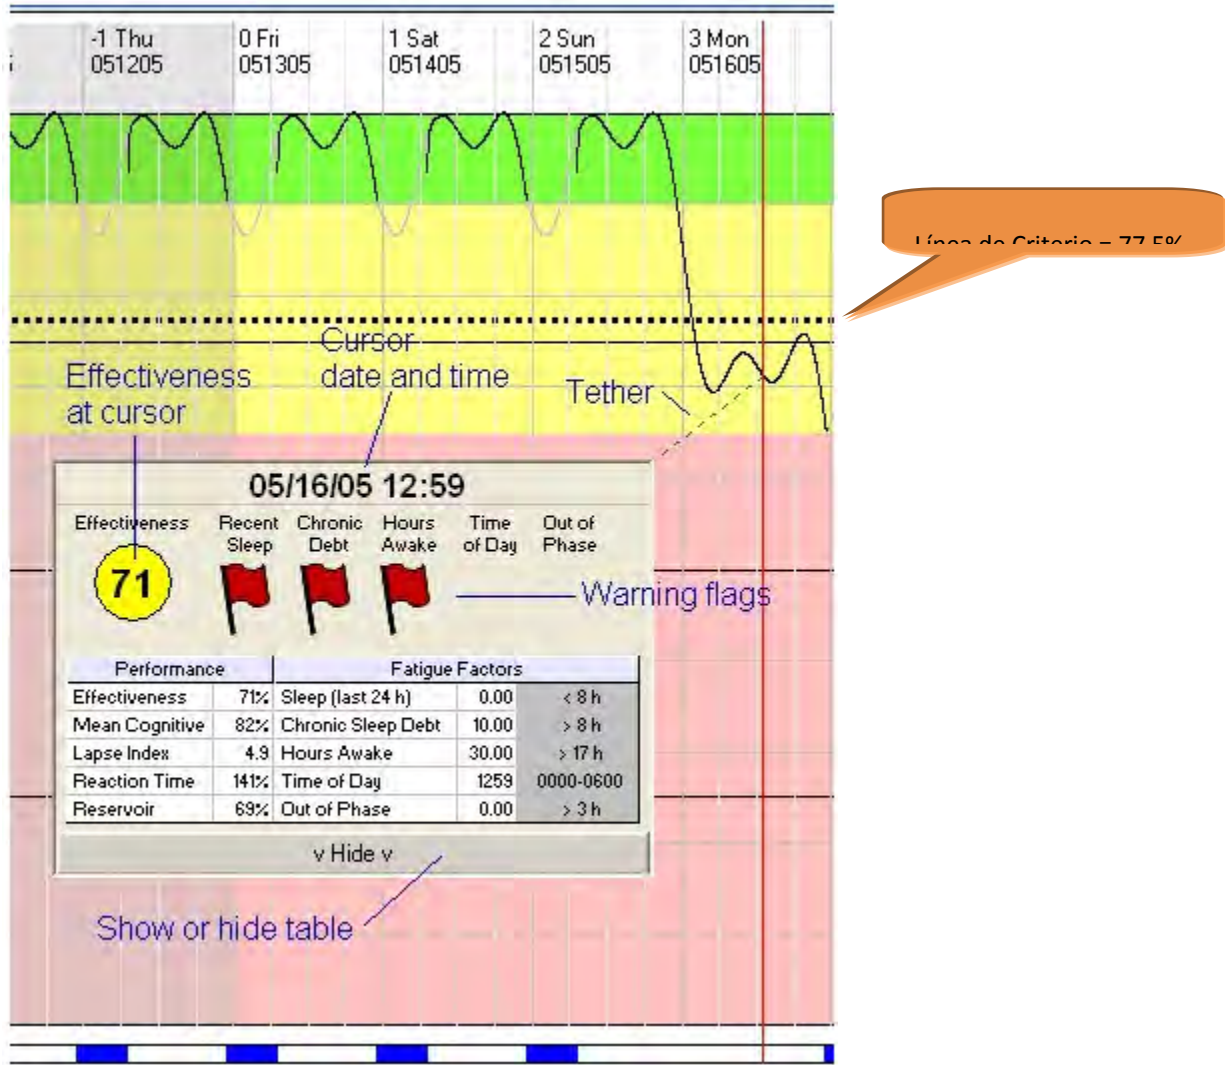 -1 Thu
051205
0 Fri
051305
1 Sat
051405
2 Sun
051505
3 Mon
051605
Línea de Criterio = 77.5%
Cursor
date and time
Effectiveness
at cursor
Tether
05/16/05 12:59
Effectiveness
Recent
Sleep
Chronic
Debt
Hours
Awake
Time
of Day
Out of
Phase
71
Warning flags
Performance Fatigue Factors
Effectiveness 71% Sleep (last 24 h) 0.00 < 8 h
Mean Cognitive 82% Chronic Sleep Debt 10.00 > 8 h
Lapse Index 4.9 Hours Awake 30.00 > 17 h
Reaction Time 141% Time of Day 1259 0000-0600
Reservoir 69% Out of Phase 0.00 > 3 h
v Hide v
Show or hide table